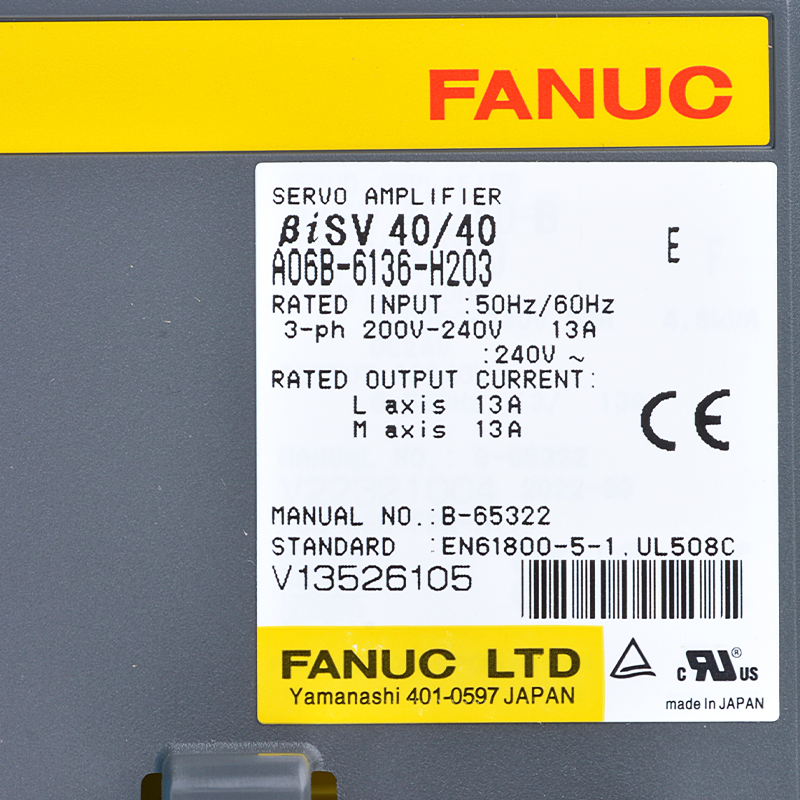 FANUC
SERVO AMPLIFIER
βiSV 40/40
A06B-6136-H203
E
RATED INPUT :50Hz/60Hz
3-ph 200V-240V 13A
:240V ~
RATED OUTPUT CURRENT:
L axis 13A
M axis 13A
CE
MANUAL NO.:B-65322
STANDARD :EN61800-5-1,UL508C
V13526105
FANUC LTD
Yamanashi 401-0597 JAPAN
c RU ® US
made in JAPAN